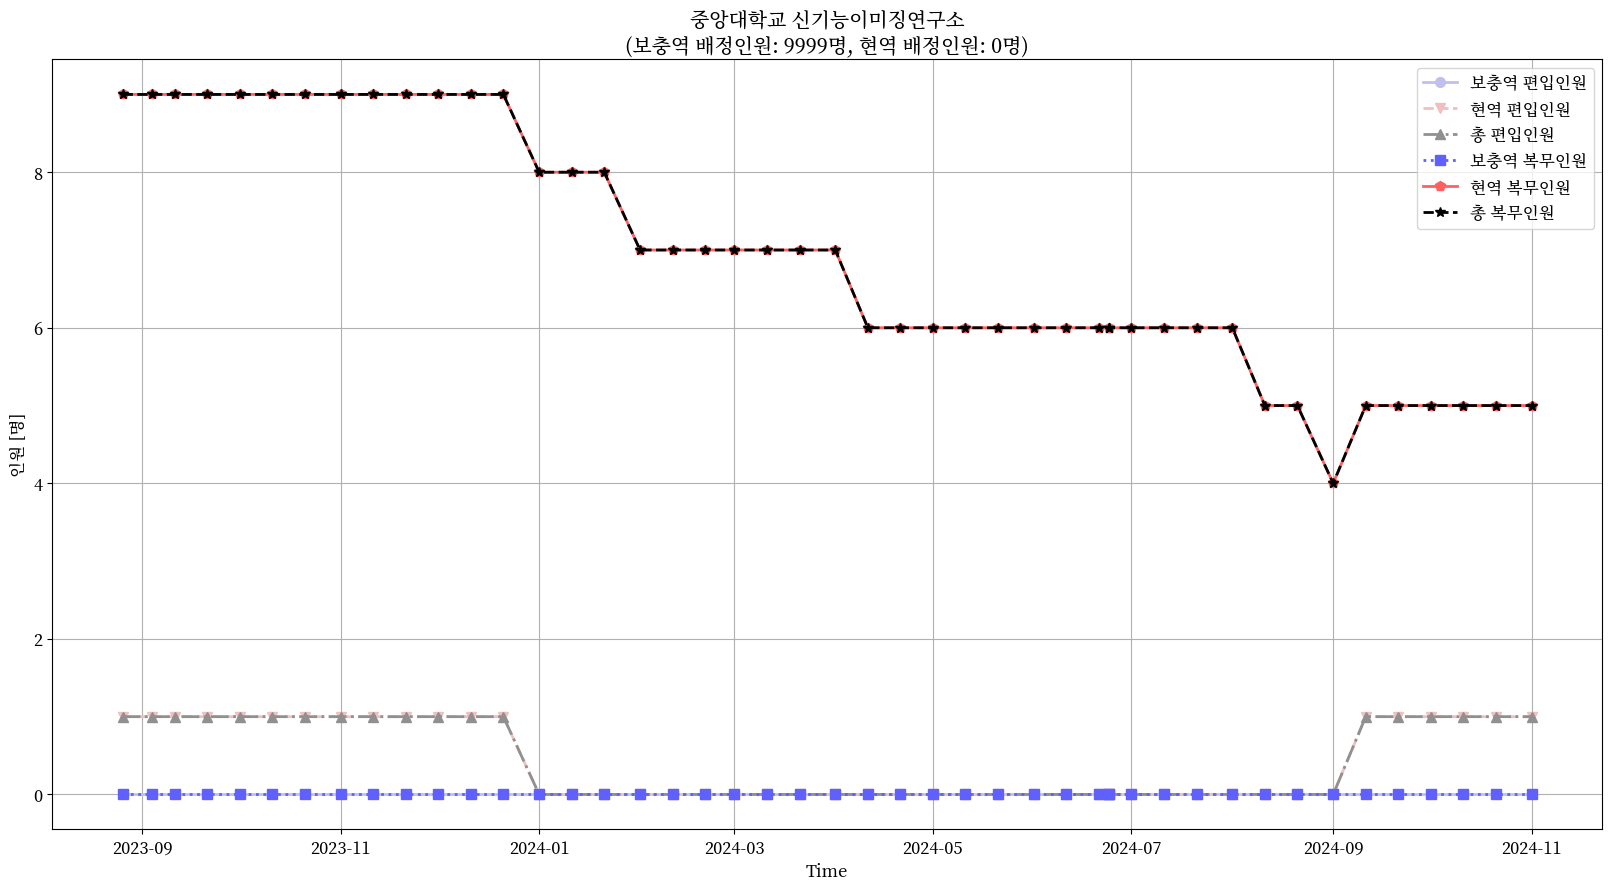 중앙대학교 신기능이미징연구소
(보충역 배정인원: 9999명, 현역 배정인원: 0명)
보충역 편입인원
현역 편입인원
총 편입인원
보충역 복무인원
현역 복무인원
총 복무인원
인원 [명]
8
6
4
2
0
2023-09
2023-11
2024-01
2024-03
2024-05
2024-07
2024-09
2024-11
Time